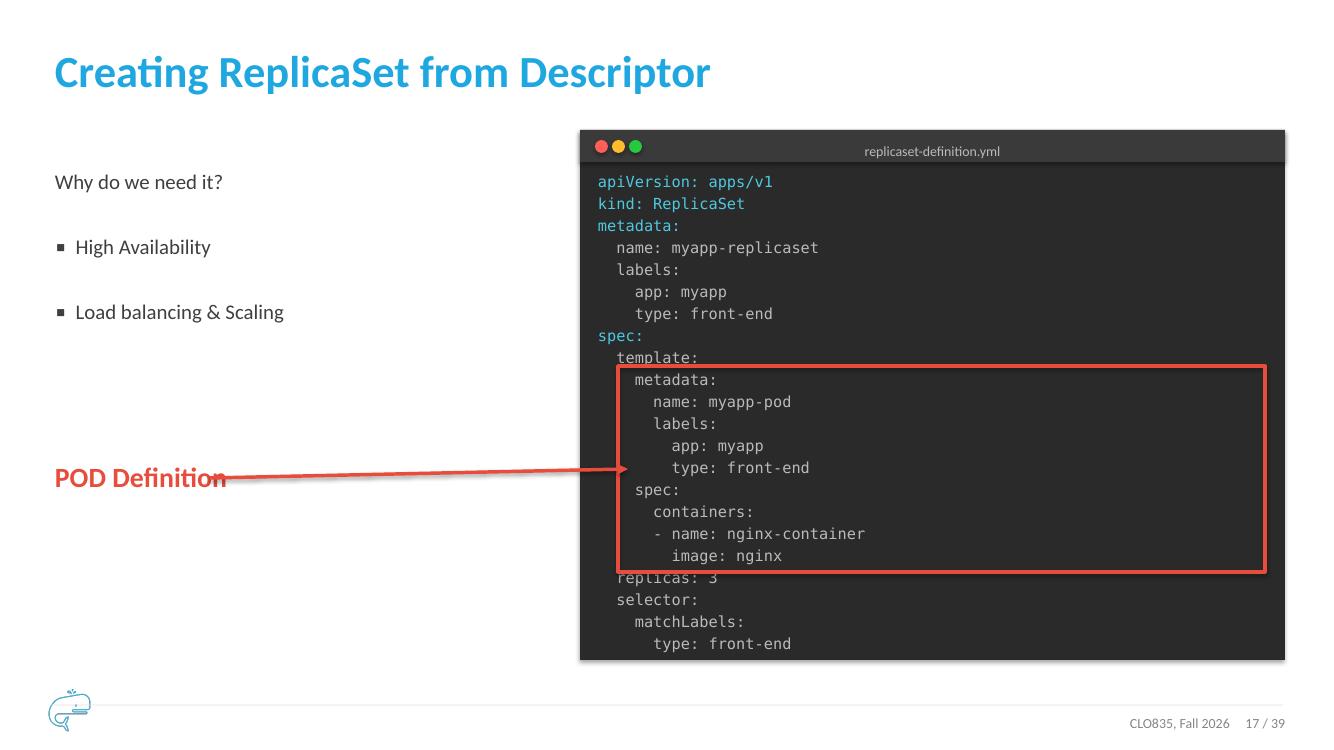 Creating ReplicaSet from Descriptor
Why do we need it?
▪ High Availability
▪ Load balancing & Scaling
POD Definition
replicaset-definition.yml
apiVersion: apps/v1
kind: ReplicaSet
metadata:
  name: myapp-replicaset
  labels:
    app: myapp
    type: front-end
spec:
  template:
    metadata:
      name: myapp-pod
      labels:
        app: myapp
        type: front-end
    spec:
      containers:
      - name: nginx-container
        image: nginx
  replicas: 3
  selector:
    matchLabels:
      type: front-end
CLO835, Fall 2026 17 / 39